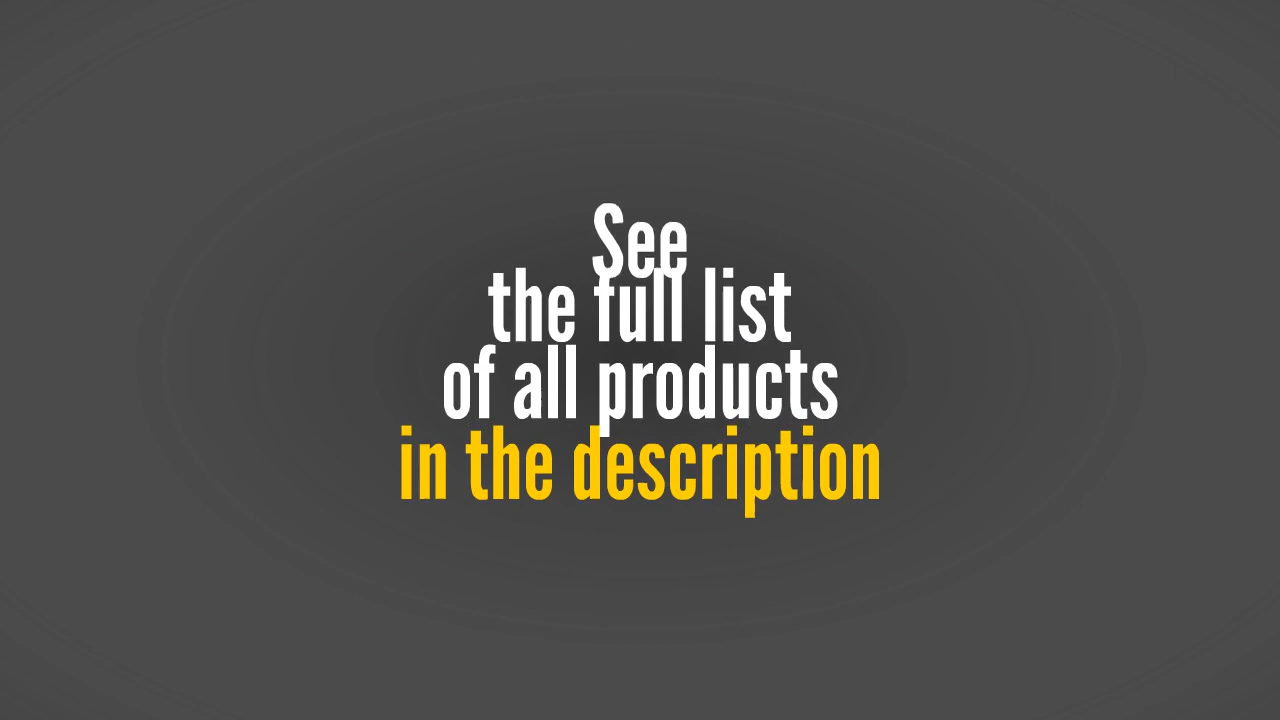 See
the full list
of all products
in the description